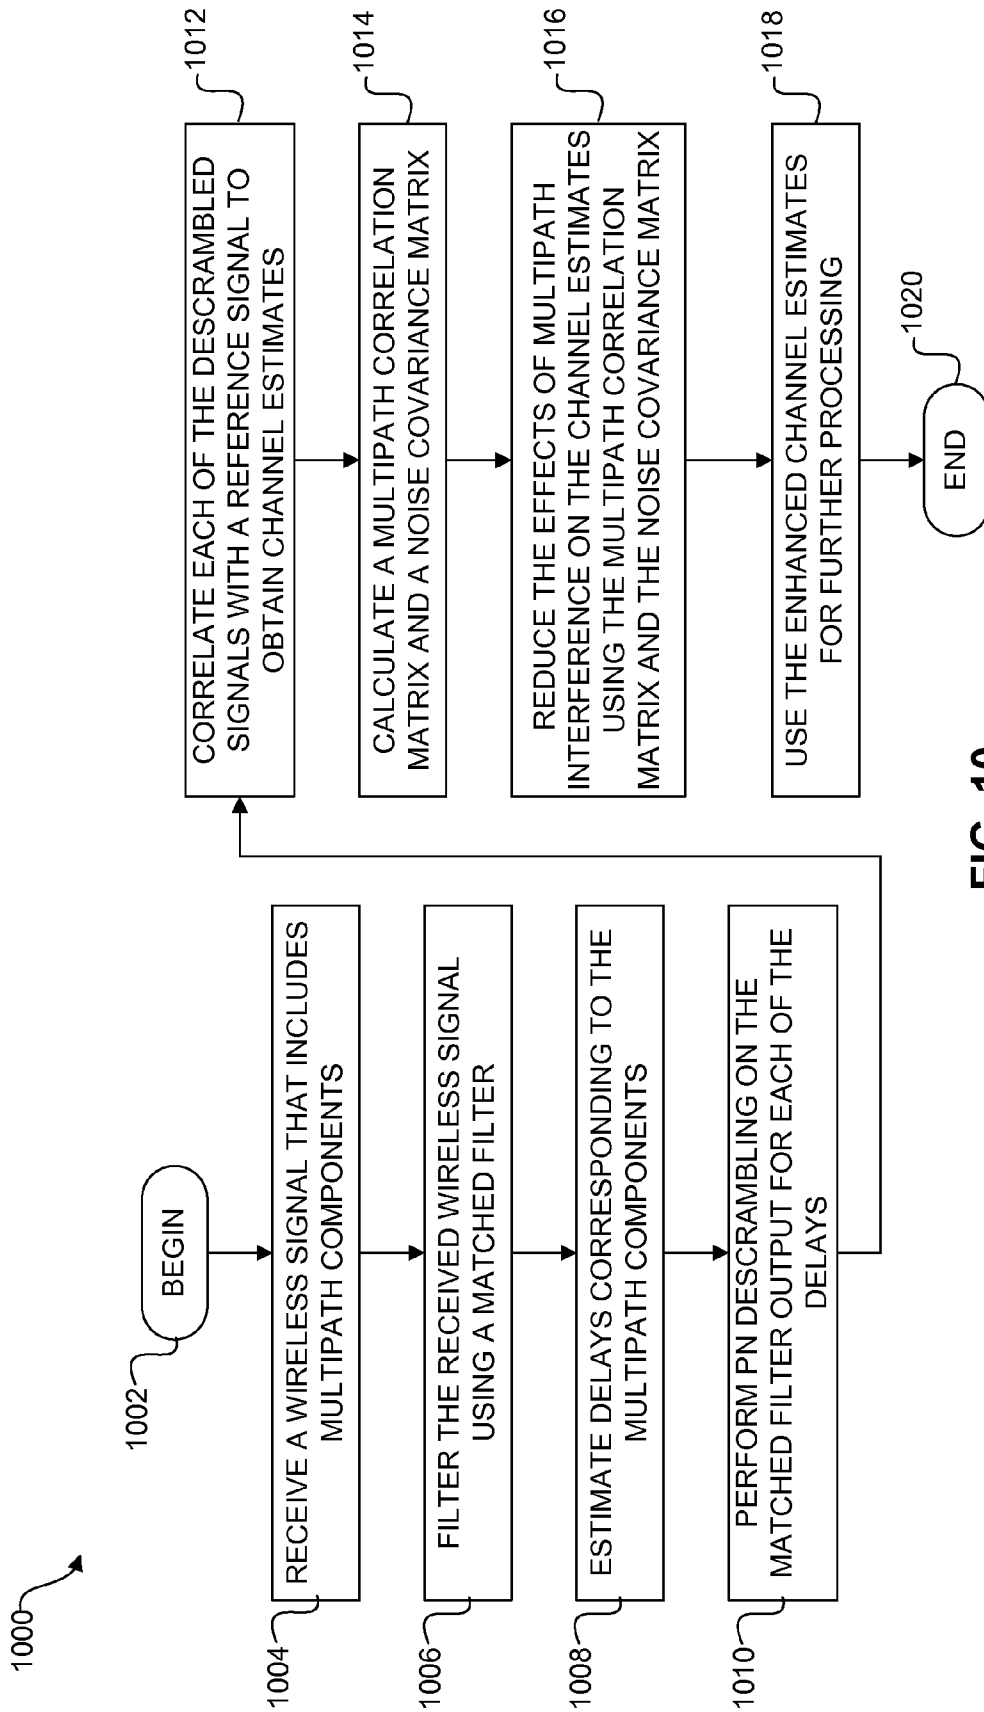 1000
1002
BEGIN
1004
RECEIVE A WIRELESS SIGNAL THAT INCLUDES
MULTIPATH COMPONENTS
1006
FILTER THE RECEIVED WIRELESS SIGNAL
USING A MATCHED FILTER
1008
ESTIMATE DELAYS CORRESPONDING TO THE
MULTIPATH COMPONENTS
1010
PERFORM PN DESCRAMBLING ON THE
MATCHED FILTER OUTPUT FOR EACH OF THE
DELAYS
1012
CORRELATE EACH OF THE DESCRAMBLED
SIGNALS WITH A REFERENCE SIGNAL TO
OBTAIN CHANNEL ESTIMATES
1014
CALCULATE A MULTIPATH CORRELATION
MATRIX AND A NOISE COVARIANCE MATRIX
1016
REDUCE THE EFFECTS OF MULTIPATH
INTERFERENCE ON THE CHANNEL ESTIMATES
USING THE MULTIPATH CORRELATION
MATRIX AND THE NOISE COVARIANCE MATRIX
1018
USE THE ENHANCED CHANNEL ESTIMATES
FOR FURTHER PROCESSING
1020
END
FIG. 10